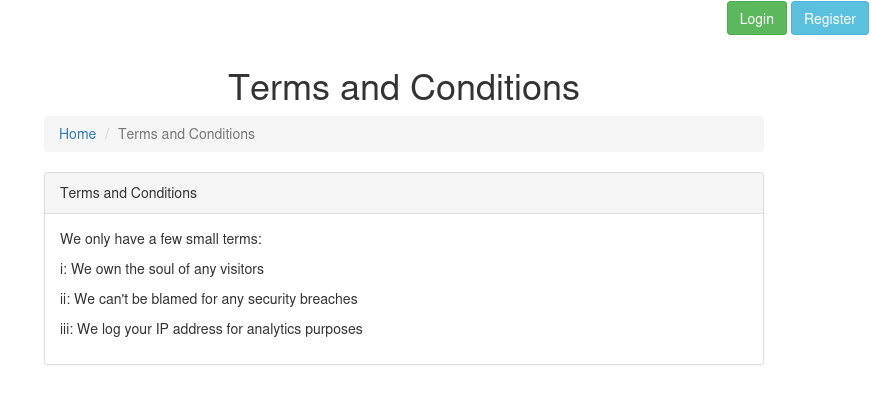 Login Register
Terms and Conditions
Home / Terms and Conditions
Terms and Conditions
We only have a few small terms:
i: We own the soul of any visitors
ii: We can't be blamed for any security breaches
iii: We log your IP address for analytics purposes